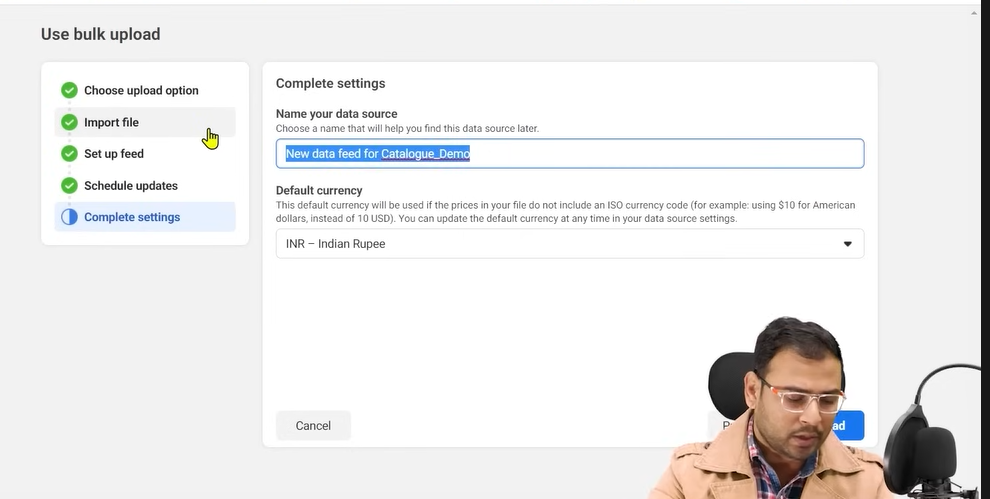 Use bulk upload
Choose upload option
Import file
Set up feed
Schedule updates
Complete settings
Complete settings
Name your data source
Choose a name that will help you find this data source later.
New data feed for Catalogue_Demo
Default currency
This default currency will be used if the prices in your file do not include an ISO currency code (for example: using $10 for American
dollars, instead of 10 USD). You can update the default currency at any time in your data source settings.
INR – Indian Rupee
Cancel